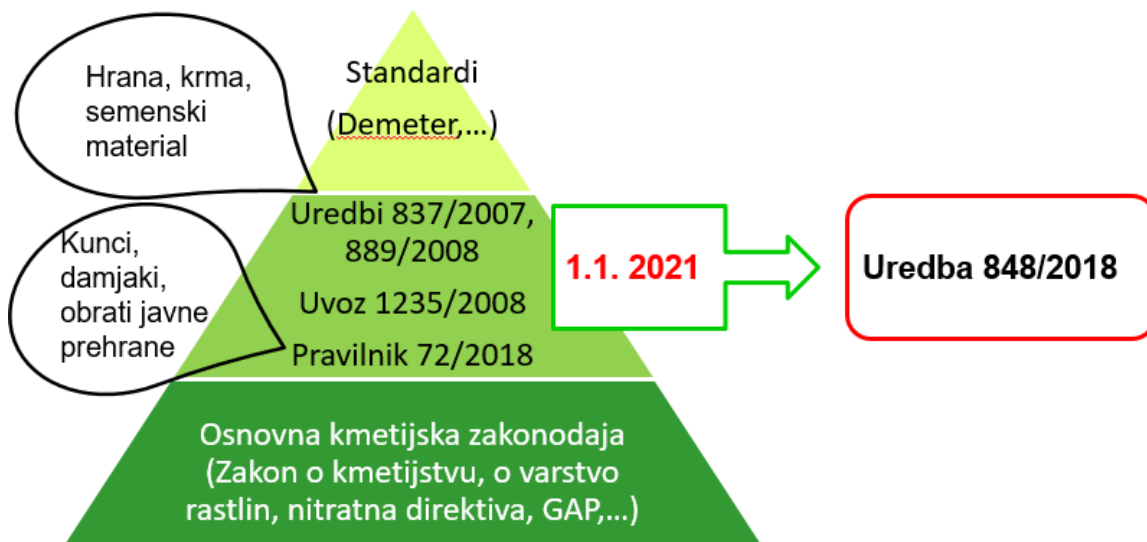 Hrana, krma,
semenski
material
Standardi
(Demeter,...)
Kunci,
damjaki,
obrati javne
prehrane
Uredbi 837/2007,
889/2008
Uvoz 1235/2008
Pravilnik 72/2018
1.1. 2021
Uredba 848/2018
Osnovna kmetijska zakonodaja
(Zakon o kmetijstvu, o varstvo
rastlin, nitratna direktiva, GAP,...)